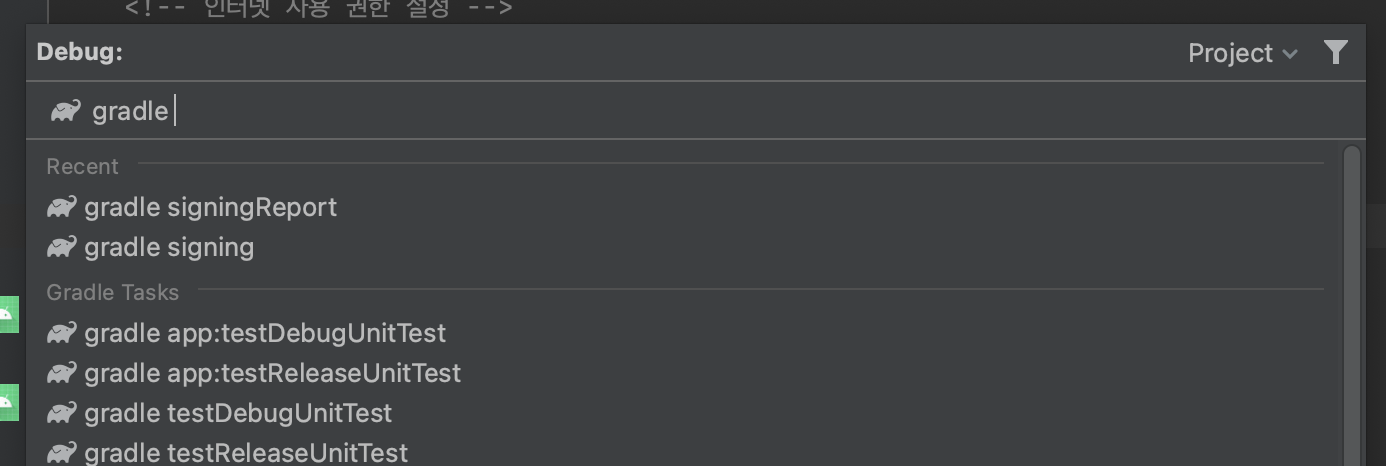 <!-- 인터넷 사용 권한 설정 -->
Debug:
Project
gradle
Recent
gradle signingReport
gradle signing
Gradle Tasks
gradle app:testDebugUnitTest
gradle app:testReleaseUnitTest
gradle testDebugUnitTest
gradle testReleaseUnitTest